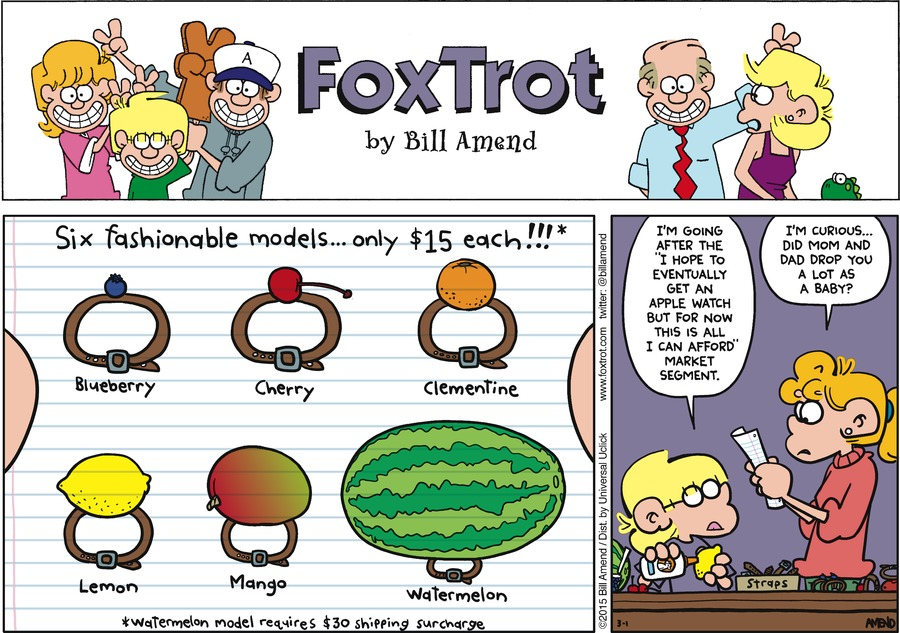 A
FoxTrot
by Bill Amend
Six fashionable models... only $15 each!!!*
Blueberry
Cherry
Clementine
Lemon
Mango
Watermelon
*Watermelon model requires $30 shipping surcharge
©2015 Bill Amend / Dist. by Universal Uclick www.foxtrot.com twitter: @billamend
I'M GOING
AFTER THE
"I HOPE TO
EVENTUALLY
GET AN
APPLE WATCH
BUT FOR NOW
THIS IS ALL
I CAN AFFORD"
MARKET
SEGMENT.
I'M CURIOUS...
DID MOM AND
DAD DROP YOU
A LOT AS
A BABY?
STRAPS
3-1
AMEND